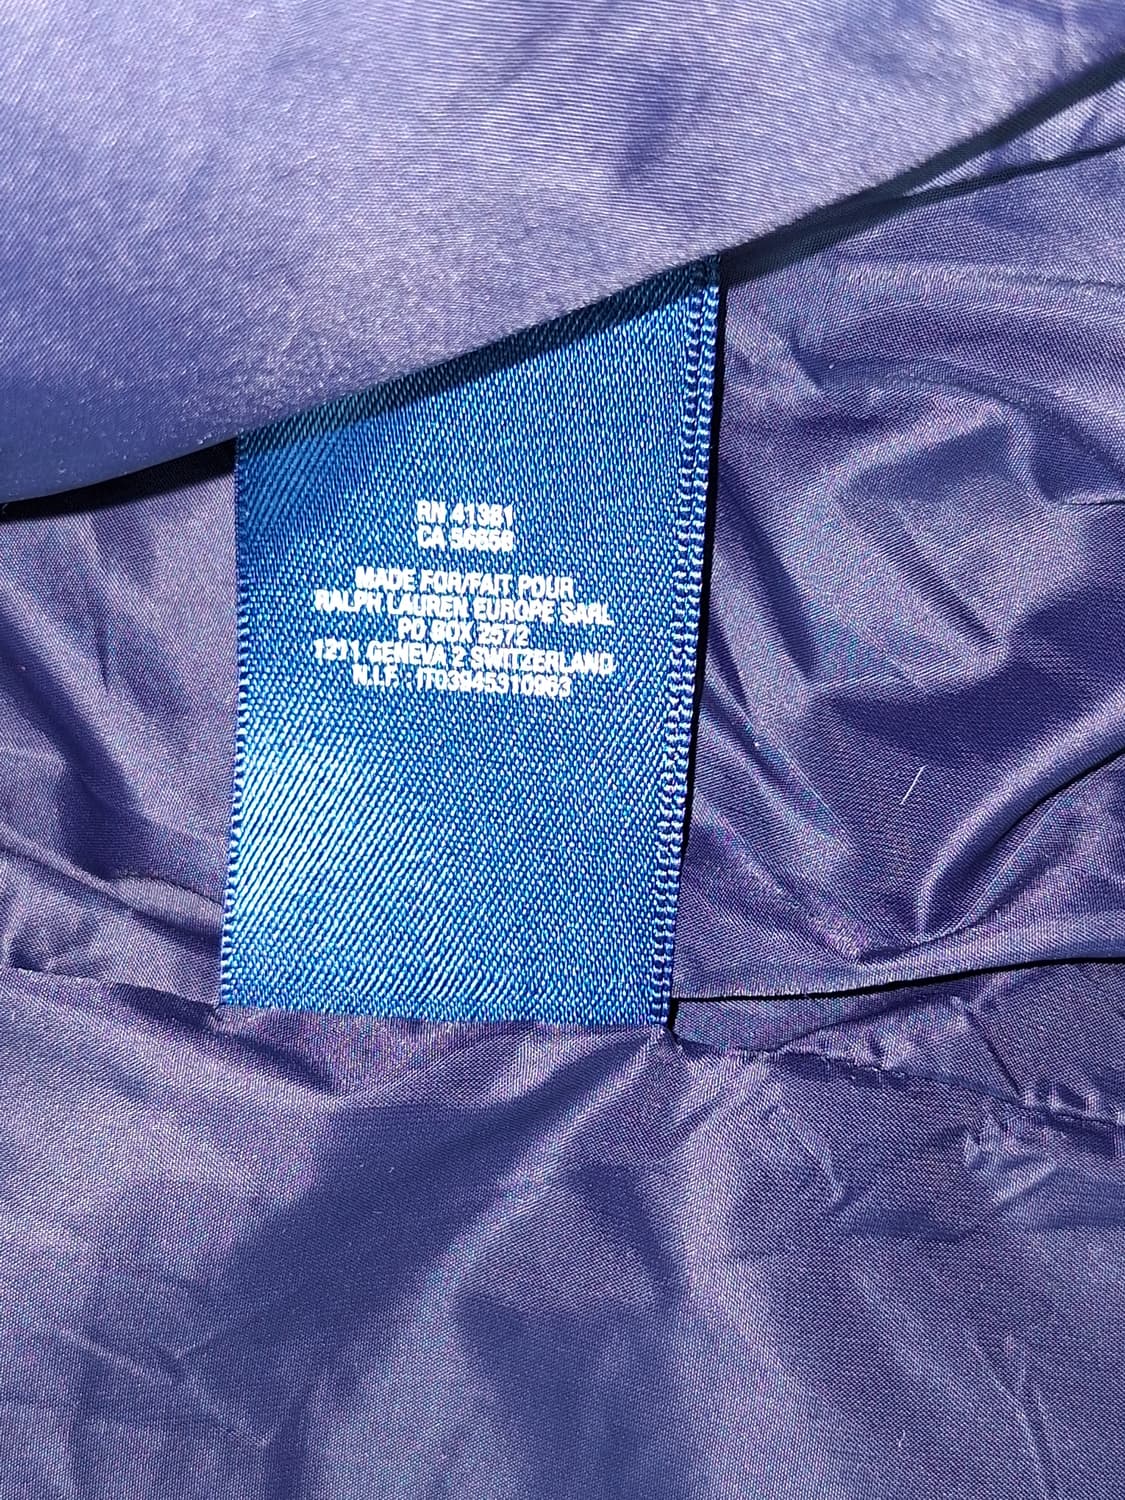 RN 41381
CA 56656
MADE FOR/FAIT POUR
RALPH LAUREN EUROPE SARL
PO BOX 2572
1211 GENEVA 2 SWITZERLAND
N.I.F : IT03945310963